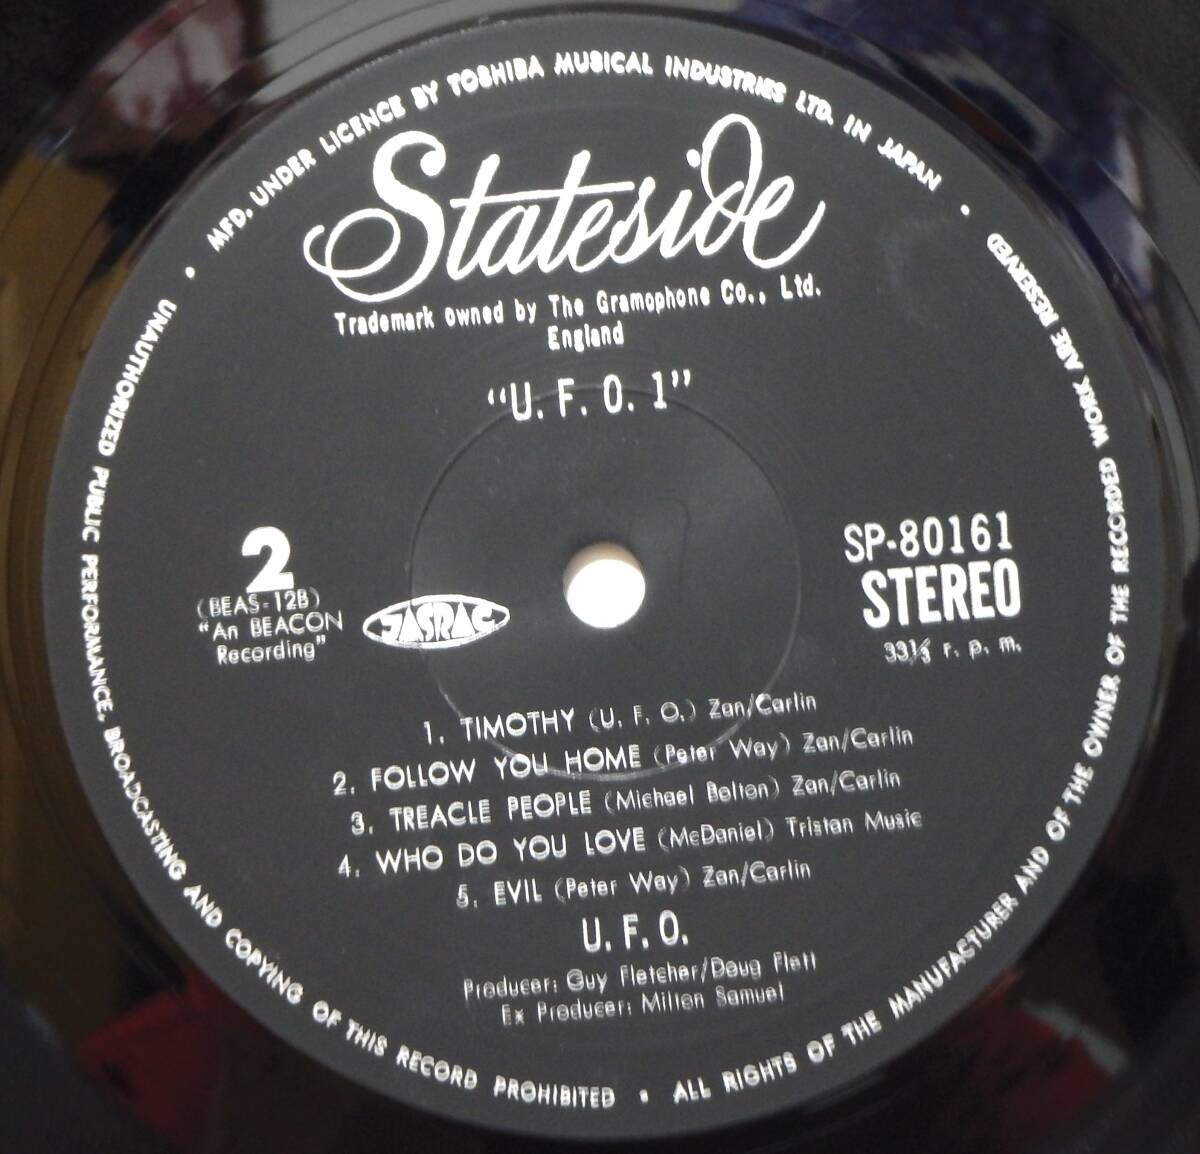 MFD. UNDER LICENCE BY TOSHIBA MUSICAL INDUSTRIES LTD. IN JAPAN
Stateside
Trademark owned by The Gramophone Co., Ltd.
England
“U. F. O. 1”
2
(BEAS-12B)
“An BEACON
Recording”
JASRAC
SP-80161
STEREO
33⅓ r. p. m.
1. TIMOTHY (U. F. O.) Zan/Carlin
2. FOLLOW YOU HOME (Peter Way) Zan/Carlin
3. TREACLE PEOPLE (Michael Bolton) Zan/Carlin
4. WHO DO YOU LOVE (McDaniel) Tristan Music
5. EVIL (Peter Way) Zan/Carlin
U. F. O.
Producer: Guy Fletcher/Doug Flett
Ex Producer: Milton Samuel
UNAUTHORIZED PUBLIC PERFORMANCE, BROADCASTING AND COPYING OF THIS RECORD PROHIBITED • ALL RIGHTS OF THE MANUFACTURER AND OF THE OWNER OF THE RECORDED WORK ARE RESERVED